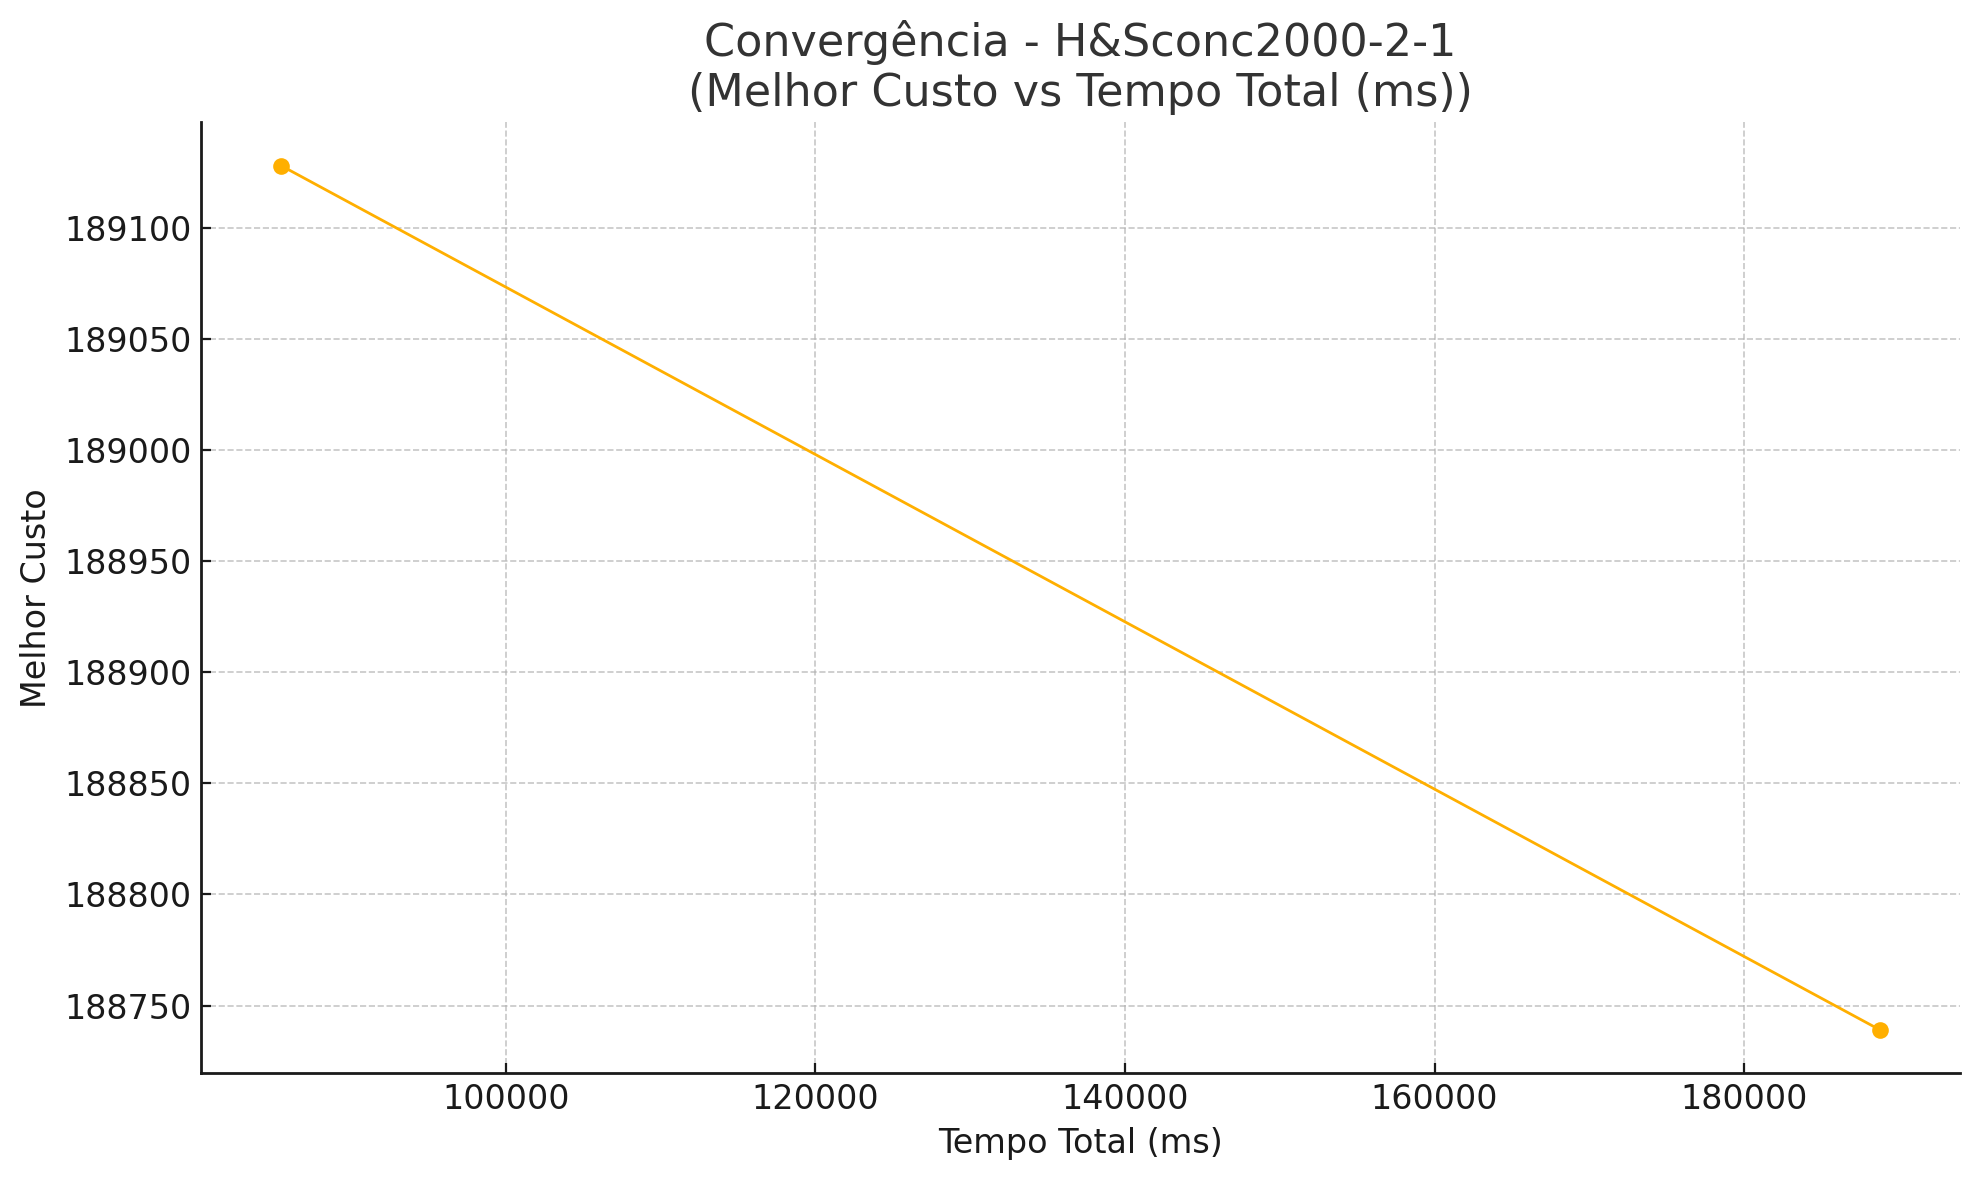 Convergência - H&Sconc2000-2-1
(Melhor Custo vs Tempo Total (ms))
Melhor Custo
189100
189050
189000
188950
188900
188850
188800
188750
100000 120000 140000 160000 180000
Tempo Total (ms)